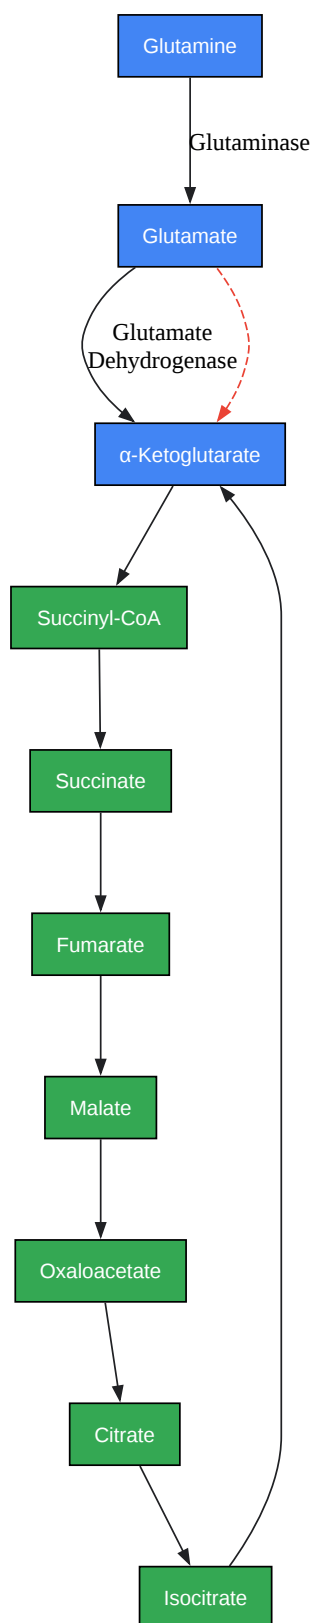 Glutamine
Glutaminase
Glutamate
Glutamate
Dehydrogenase
α-Ketoglutarate
Succinyl-CoA
Succinate
Fumarate
Malate
Oxaloacetate
Citrate
Isocitrate